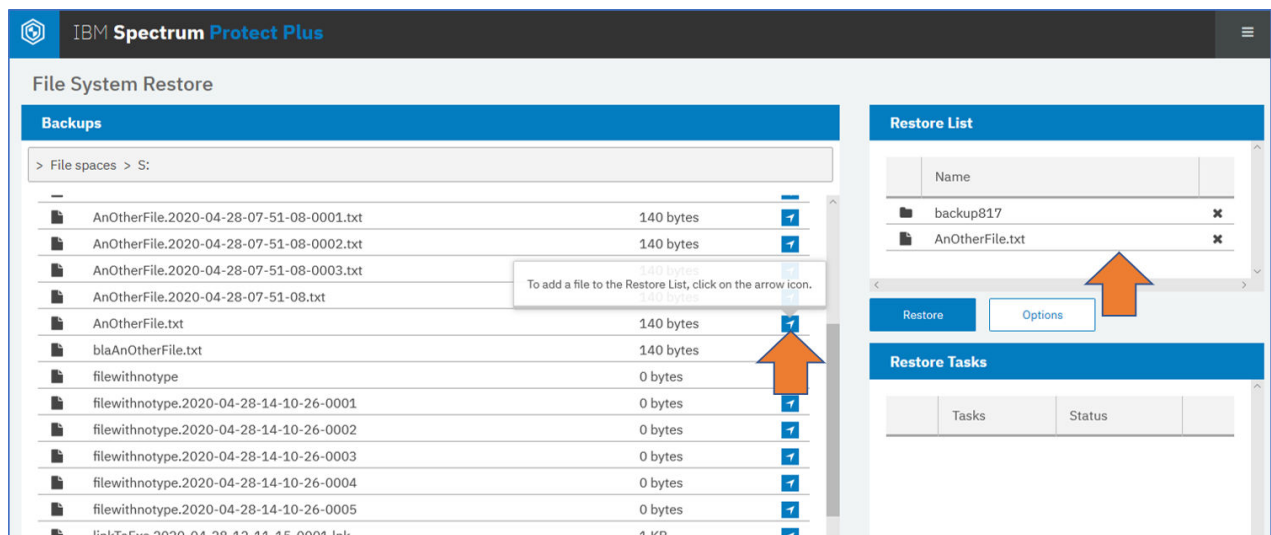 IBM Spectrum Protect Plus
File System Restore
Backups
> File spaces > S:
AnOtherFile.2020-04-28-07-51-08-0001.txt 140 bytes
AnOtherFile.2020-04-28-07-51-08-0002.txt 140 bytes
AnOtherFile.2020-04-28-07-51-08-0003.txt 140 bytes
To add a file to the Restore List, click on the arrow icon.
AnOtherFile.2020-04-28-07-51-08.txt 140 bytes
AnOtherFile.txt 140 bytes
blaAnOtherFile.txt 140 bytes
filewithnotype 0 bytes
filewithnotype.2020-04-28-14-10-26-0001 0 bytes
filewithnotype.2020-04-28-14-10-26-0002 0 bytes
filewithnotype.2020-04-28-14-10-26-0003 0 bytes
filewithnotype.2020-04-28-14-10-26-0004 0 bytes
filewithnotype.2020-04-28-14-10-26-0005 0 bytes
Restore List
Name
backup817
AnOtherFile.txt
Restore Options
Restore Tasks
Tasks Status